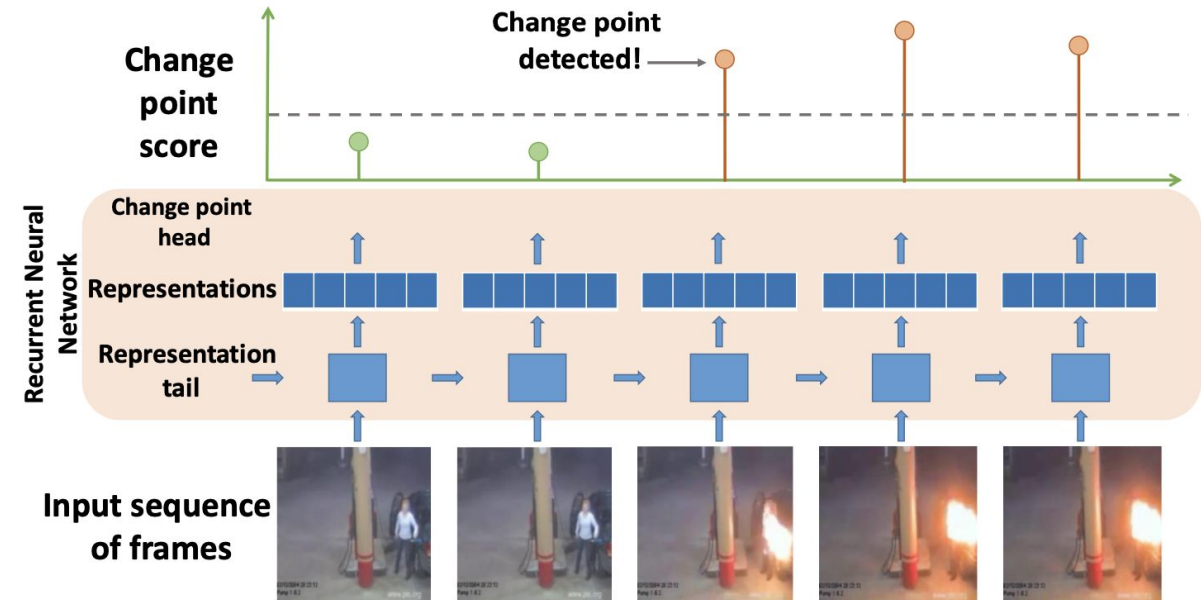 Change
point
score
Change point
detected!
Recurrent Neural
Network
Change point
head
Representations
Representation
tail
Input sequence
of frames